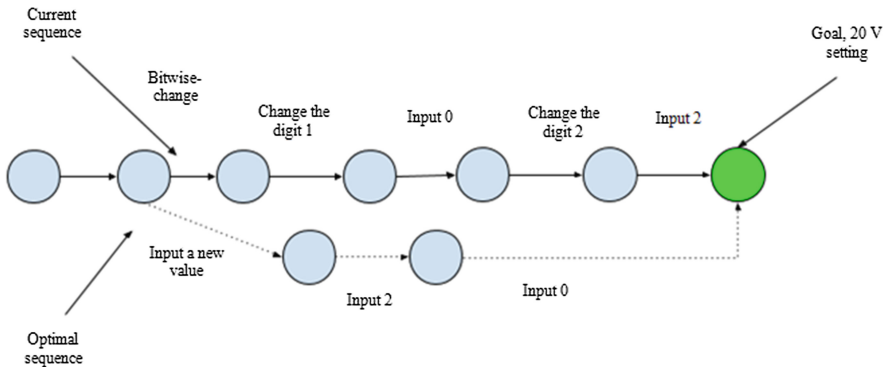 Current
sequence
Goal, 20 V
setting
Bitwise-
change
Change the
digit 1
Input 0
Change the
digit 2
Input 2
Input a new
value
Input 2
Input 0
Optimal
sequence